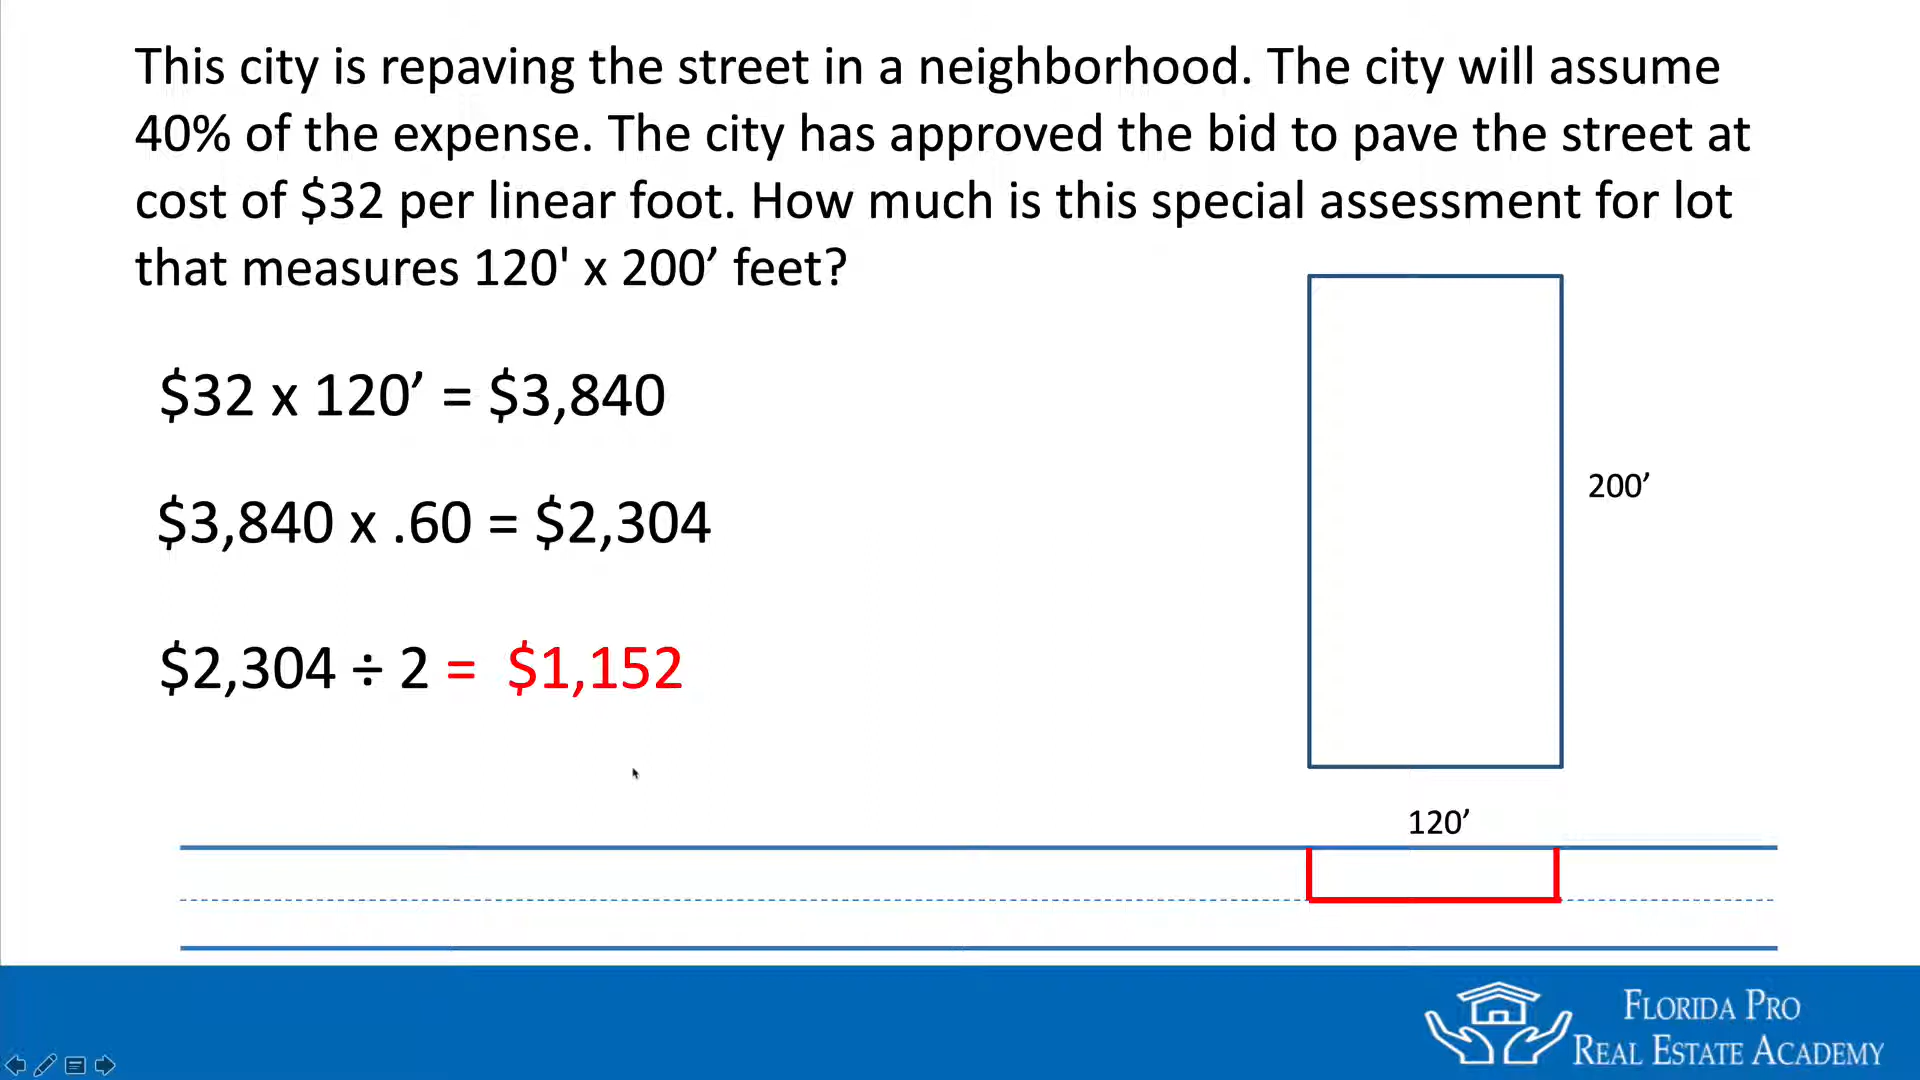 This city is repaving the street in a neighborhood. The city will assume
40% of the expense. The city has approved the bid to pave the street at
cost of $32 per linear foot. How much is this special assessment for lot
that measures 120' x 200’ feet?
$32 x 120’ = $3,840
$3,840 x .60 = $2,304
200’
$2,304 ÷ 2 = $1,152
120’
FLORIDA PRO
REAL ESTATE ACADEMY